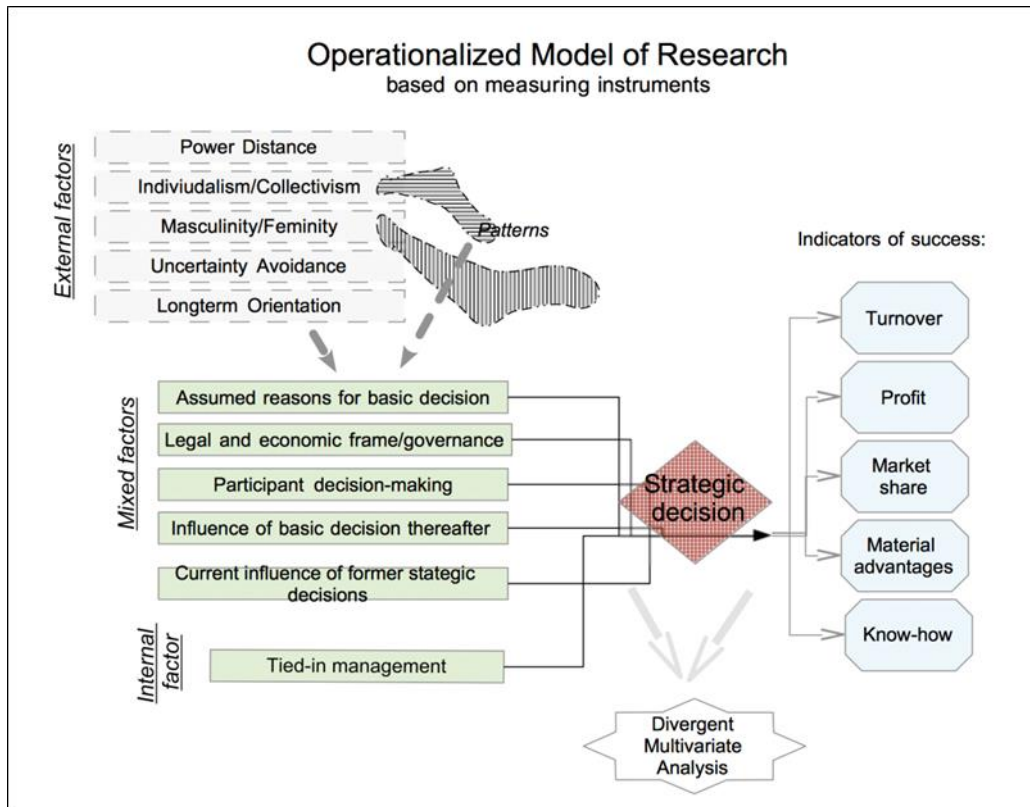 Operationalized Model of Research
based on measuring instruments
External factors
Power Distance
Indiviudalism/Collectivism
Masculinity/Feminity
Uncertainty Avoidance
Longterm Orientation
Patterns
Mixed factors
Assumed reasons for basic decision
Legal and economic frame/governance
Participant decision-making
Influence of basic decision thereafter
Current influence of former stategic
decisions
Internal
factor
Tied-in management
Strategic
decision
Divergent
Multivariate
Analysis
Indicators of success:
Turnover
Profit
Market
share
Material
advantages
Know-how